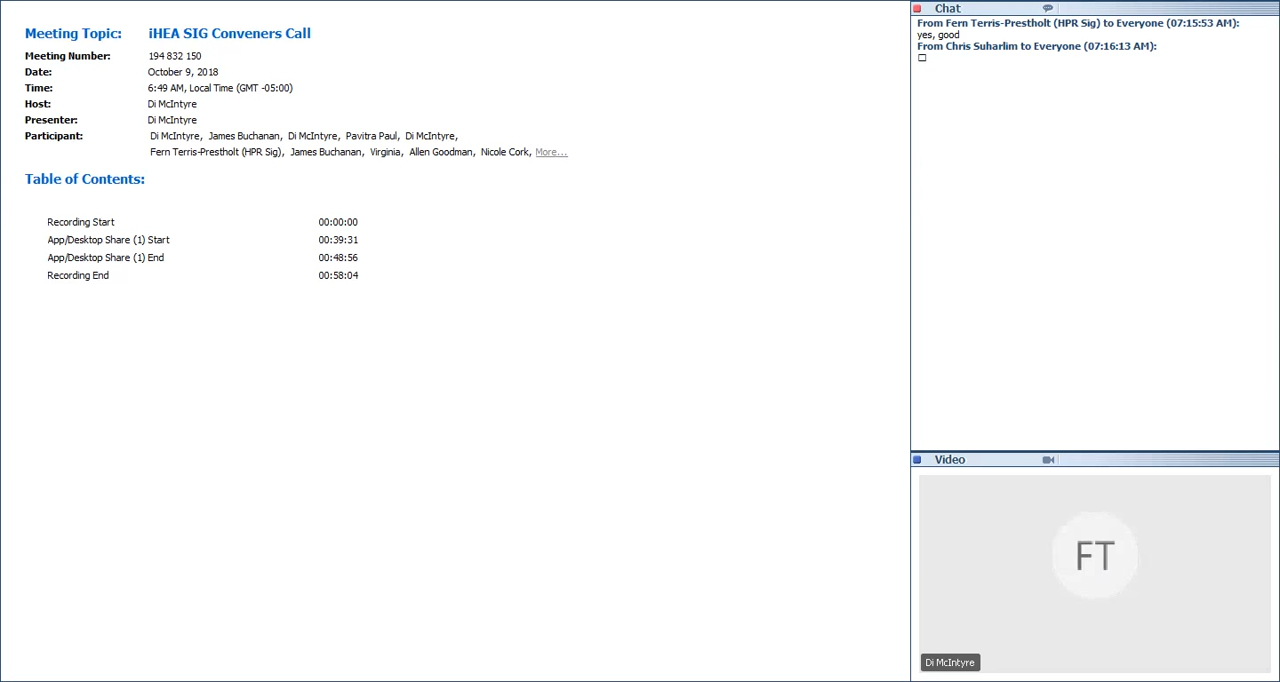 Meeting Topic: iHEA SIG Conveners Call
Meeting Number: 194 832 150
Date: October 9, 2018
Time: 6:49 AM, Local Time (GMT -05:00)
Host: Di McIntyre
Presenter: Di McIntyre
Participant: Di McIntyre, James Buchanan, Di McIntyre, Pavitra Paul, Di McIntyre,
Fern Terris-Prestholt (HPR Sig), James Buchanan, Virginia, Allen Goodman, Nicole Cork, More...
Table of Contents:
Recording Start 00:00:00
App/Desktop Share (1) Start 00:39:31
App/Desktop Share (1) End 00:48:56
Recording End 00:58:04
Chat
From Fern Terris-Prestholt (HPR Sig) to Everyone (07:15:53 AM):
yes, good
From Chris Suharlim to Everyone (07:16:13 AM):
Video
FT
Di McIntyre